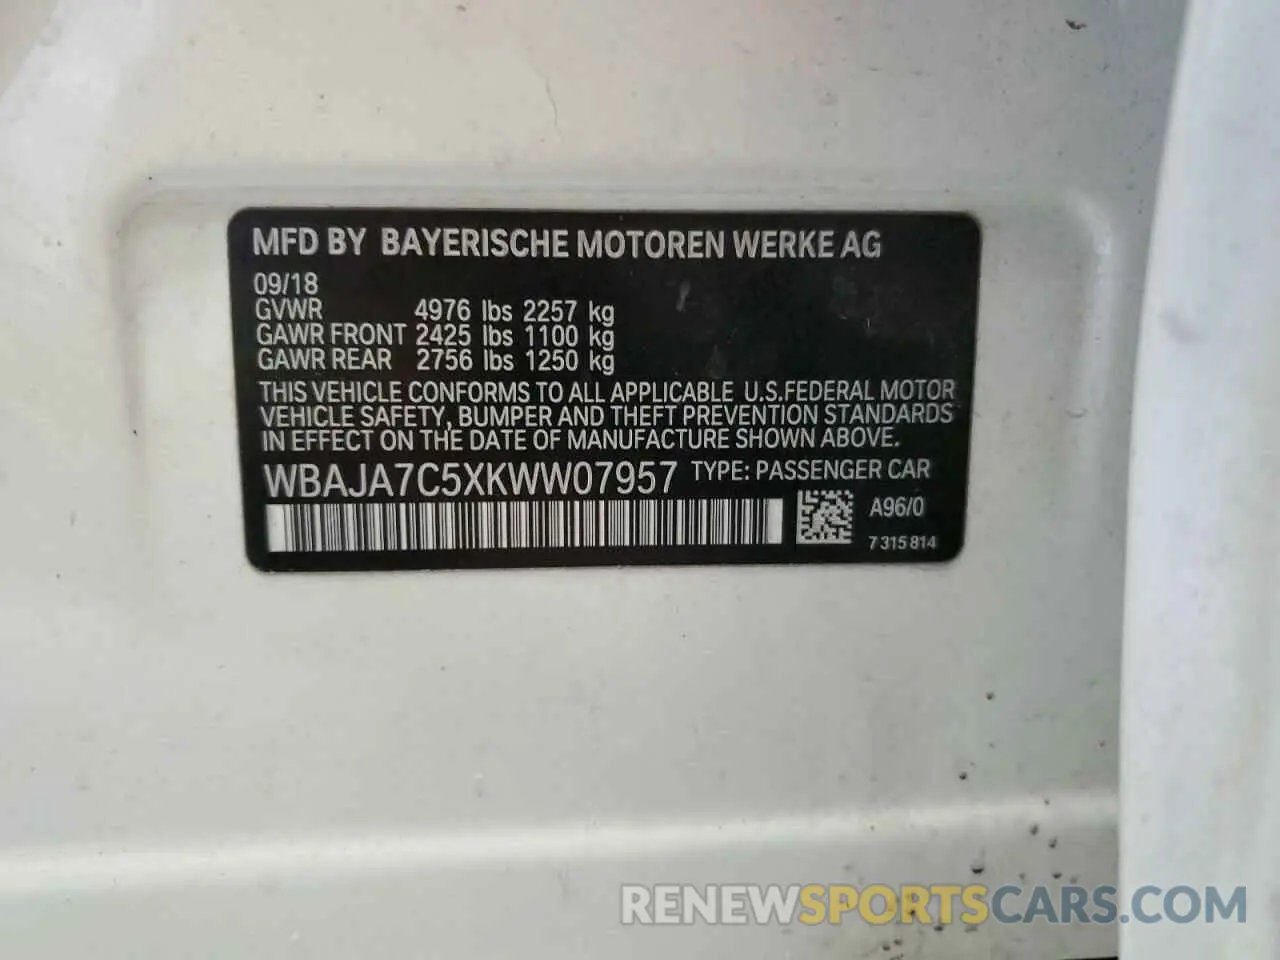 MFD BY BAYERISCHE MOTOREN WERKE AG
09/18
GVWR 4976 lbs 2257 kg
GAWR FRONT 2425 lbs 1100 kg
GAWR REAR 2756 lbs 1250 kg
THIS VEHICLE CONFORMS TO ALL APPLICABLE U.S.FEDERAL MOTOR
VEHICLE SAFETY, BUMPER AND THEFT PREVENTION STANDARDS
IN EFFECT ON THE DATE OF MANUFACTURE SHOWN ABOVE.
WBAJA7C5XKWW07957 TYPE: PASSENGER CAR
A96/0
7 315 814
RENEWSPORTSCARS.COM